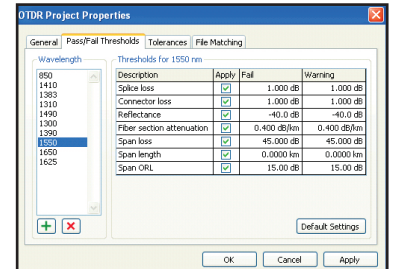 OTDR Project Properties
General Pass/Fail Thresholds Tolerances File Matching
Wavelength
850
1410
1383
1310
1490
1300
1390
1550
1650
1625
Thresholds for 1550 nm
Description Apply Fail Warning
Splice loss 1.000 dB 1.000 dB
Connector loss 1.000 dB 1.000 dB
Reflectance -40.0 dB -40.0 dB
Fiber section attenuation 0.400 dB/km 0.400 dB/km
Span loss 45.000 dB 45.000 dB
Span length 0.0000 km 0.0000 km
Span ORL 15.00 dB 15.00 dB
Default Settings
OK Cancel Apply